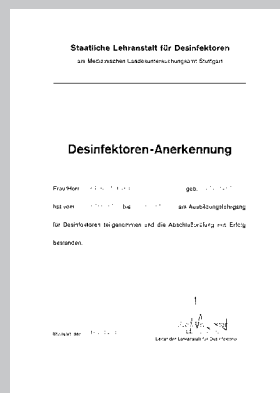 Staatliche Lehranstalt für Desinfektoren
am Medizinischen Landesuntersuchungsamt Stuttgart
Desinfektoren-Anerkennung
Frau/Herr geb.
hat vom bis am Ausbildungslehrgang
für Desinfektoren teilgenommen und die Abschlußprüfung mit Erfolg
bestanden.
Stuttgart, den
Leiter der Lehranstalt für Desinfektoren